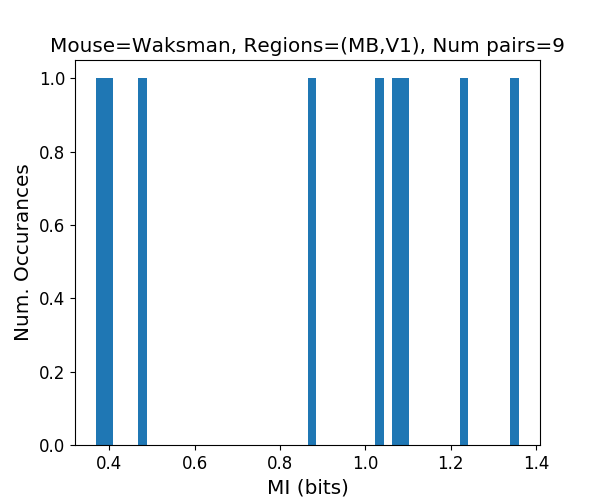 Mouse=Waksman, Regions=(MB,V1), Num pairs=9
Num. Occurances
1.0
0.8
0.6
0.4
0.2
0.0
0.4 0.6 0.8 1.0 1.2 1.4
MI (bits)